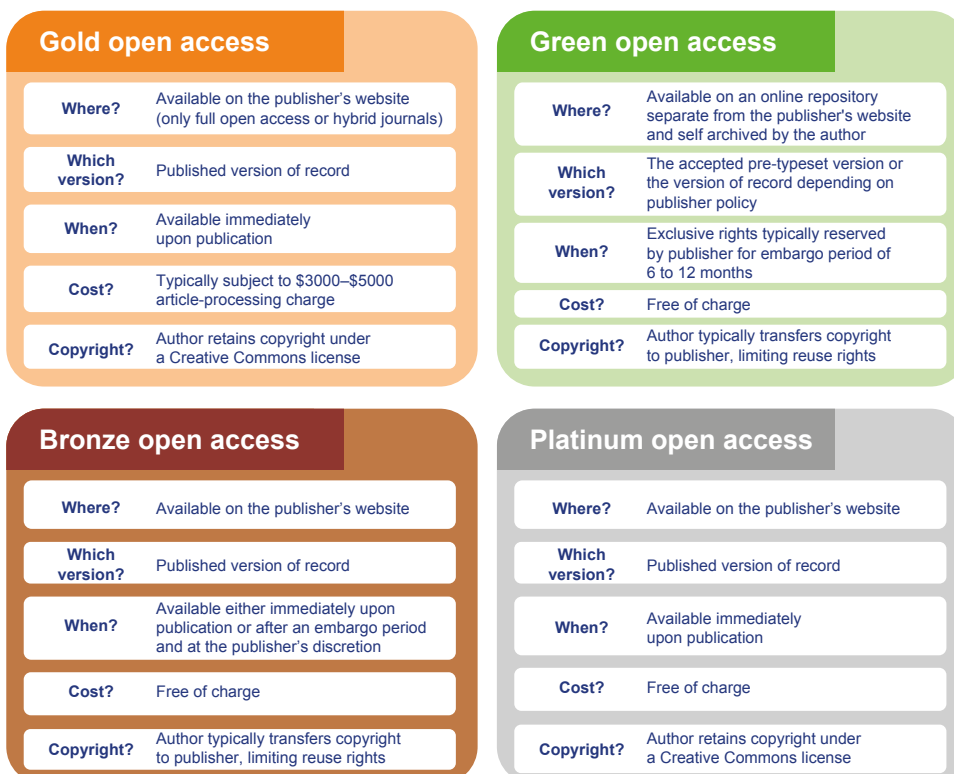 Gold open access
Where?
Available on the publisher’s website
(only full open access or hybrid journals)
Which
version?
Published version of record
When?
Available immediately
upon publication
Cost?
Typically subject to $3000–$5000
article-processing charge
Copyright?
Author retains copyright under
a Creative Commons license
Green open access
Where?
Available on an online repository
separate from the publisher's website
and self archived by the author
Which
version?
The accepted pre-typeset version or
the version of record depending on
publisher policy
When?
Exclusive rights typically reserved
by publisher for embargo period of
6 to 12 months
Cost?
Free of charge
Copyright?
Author typically transfers copyright
to publisher, limiting reuse rights
Bronze open access
Where?
Available on the publisher’s website
Which
version?
Published version of record
When?
Available either immediately upon
publication or after an embargo period
and at the publisher’s discretion
Cost?
Free of charge
Copyright?
Author typically transfers copyright
to publisher, limiting reuse rights
Platinum open access
Where?
Available on the publisher’s website
Which
version?
Published version of record
When?
Available immediately
upon publication
Cost?
Free of charge
Copyright?
Author retains copyright under
a Creative Commons license